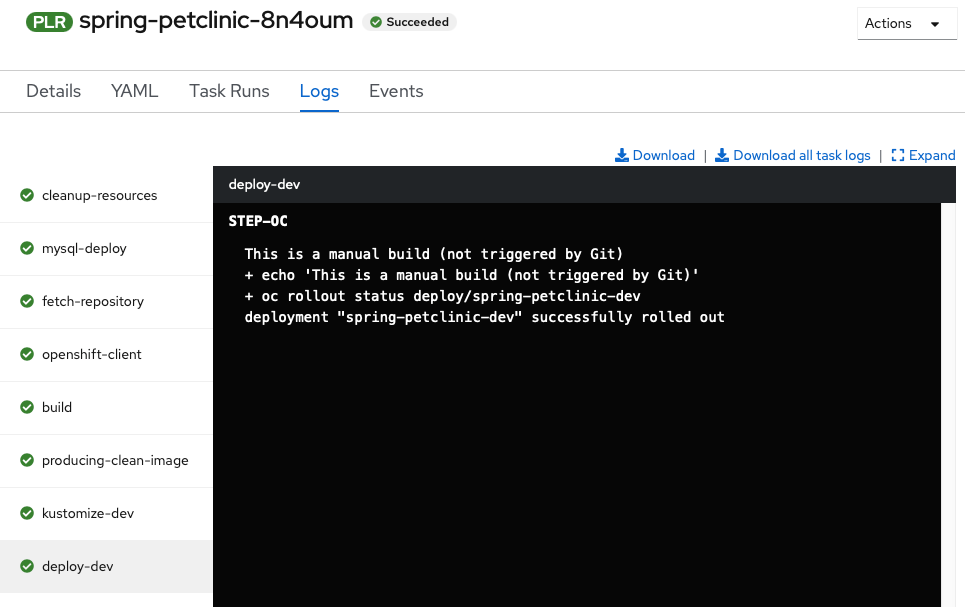 PLR spring-petclinic-8n4oum Succeeded
Actions
Details YAML Task Runs Logs Events
Download | Download all task logs | Expand
cleanup-resources
mysql-deploy
fetch-repository
openshift-client
build
producing-clean-image
kustomize-dev
deploy-dev
deploy-dev
STEP-OC
This is a manual build (not triggered by Git)
+ echo 'This is a manual build (not triggered by Git)'
+ oc rollout status deploy/spring-petclinic-dev
deployment "spring-petclinic-dev" successfully rolled out